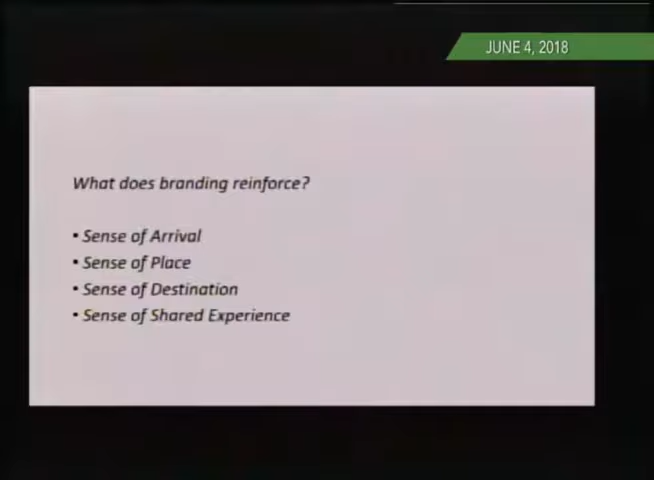 JUNE 4, 2018
What does branding reinforce?
• Sense of Arrival
• Sense of Place
• Sense of Destination
• Sense of Shared Experience